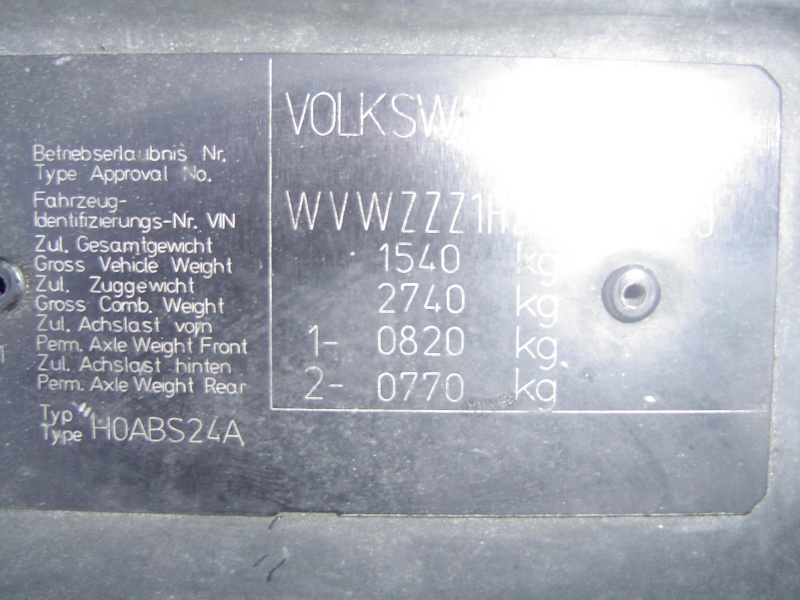 Betriebserlaubnis Nr.
Type Approval No.
Fahrzeug-
Identifizierungs-Nr. VIN
Zul. Gesamtgewicht
Gross Vehicle Weight
1540 kg
Zul. Zuggewicht
Gross Comb. Weight
2740 kg
Zul. Achslast vorn
Perm. Axle Weight Front
1- 0820 kg
Zul. Achslast hinten
Perm. Axle Weight Rear
2- 0770 kg
Typ
Type H0ABS24A